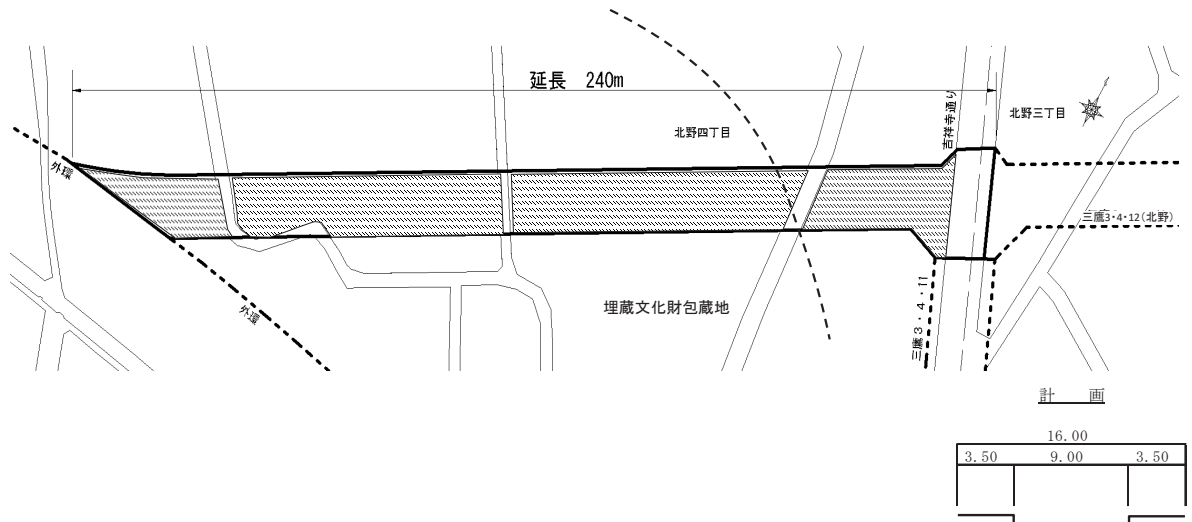 延長 240m
吉祥寺通り
北野三丁目
北野四丁目
外環
三鷹3・4・12(北野)
埋蔵文化財包蔵地
外環
三鷹3・4・11
計画
16.00
3.50 9.00 3.50